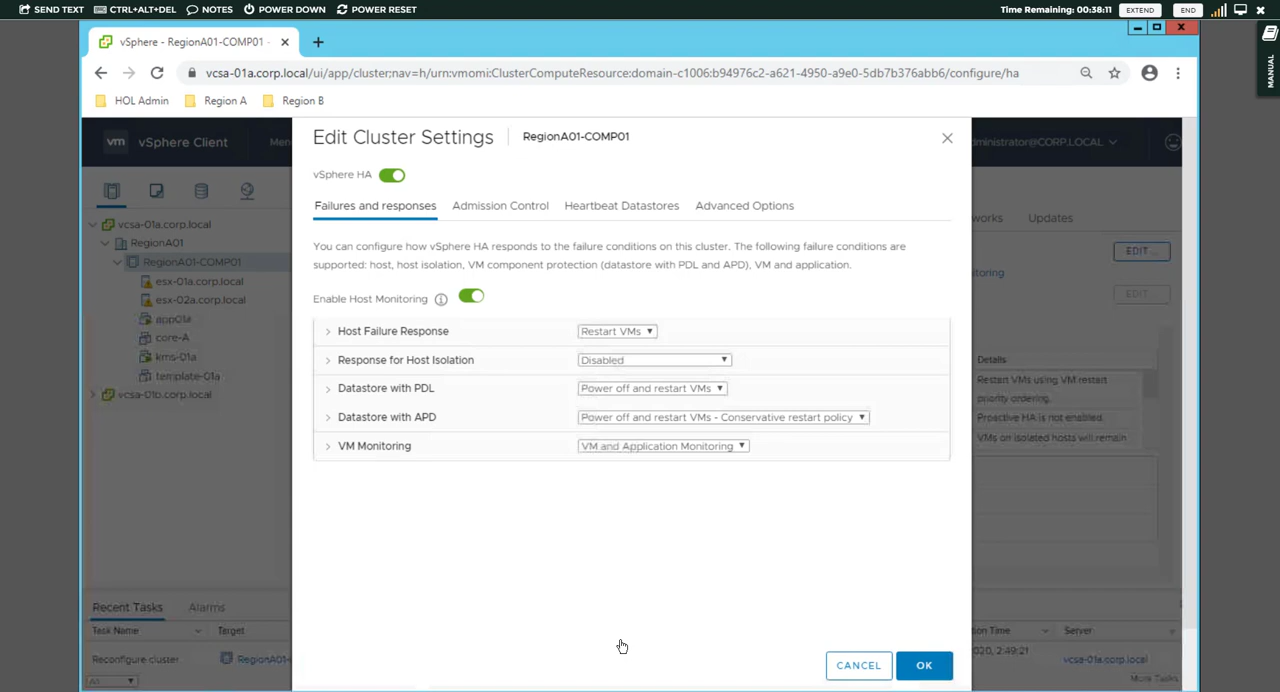 SEND TEXT CTRL+ALT+DEL NOTES POWER DOWN POWER RESET Time Remaining: 00:38:11 EXTEND END
MANUAL
vSphere - RegionA01-COMP01 -
vcsa-01a.corp.local/ui/app/cluster;nav=h/urn:vmomi:ClusterComputeResource:domain-c1006:b94976c2-a621-4950-a9e0-5db7b376abb6/configure/ha
HOL Admin Region A Region B
vm vSphere Client Men
dministrator@CORP.LOCAL
Edit Cluster Settings RegionA01-COMP01
vSphere HA
Failures and responses Admission Control Heartbeat Datastores Advanced Options
You can configure how vSphere HA responds to the failure conditions on this cluster. The following failure conditions are
supported: host, host isolation, VM component protection (datastore with PDL and APD), VM and application.
Enable Host Monitoring
Host Failure Response Restart VMs
Response for Host Isolation Disabled
Datastore with PDL Power off and restart VMs
Datastore with APD Power off and restart VMs - Conservative restart policy
VM Monitoring VM and Application Monitoring
CANCEL OK
vcsa-01a.corp.local
RegionA01
RegionA01-COMP01
esx-01a.corp.local
esx-02a.corp.local
app01a
core-A
kms-01a
template-01a
vcsa-01b.corp.local
works Updates
EDIT...
itoring
EDIT...
Details
Restart VMs using VM restart
priority ordering.
Proactive HA is not enabled.
VMs on isolated hosts will remain
Recent Tasks Alarms
Task Name Target
Reconfigure cluster RegionA01-
All
ion Time Server
020, 2:49:21
vcsa-01a.corp.local
More Tasks